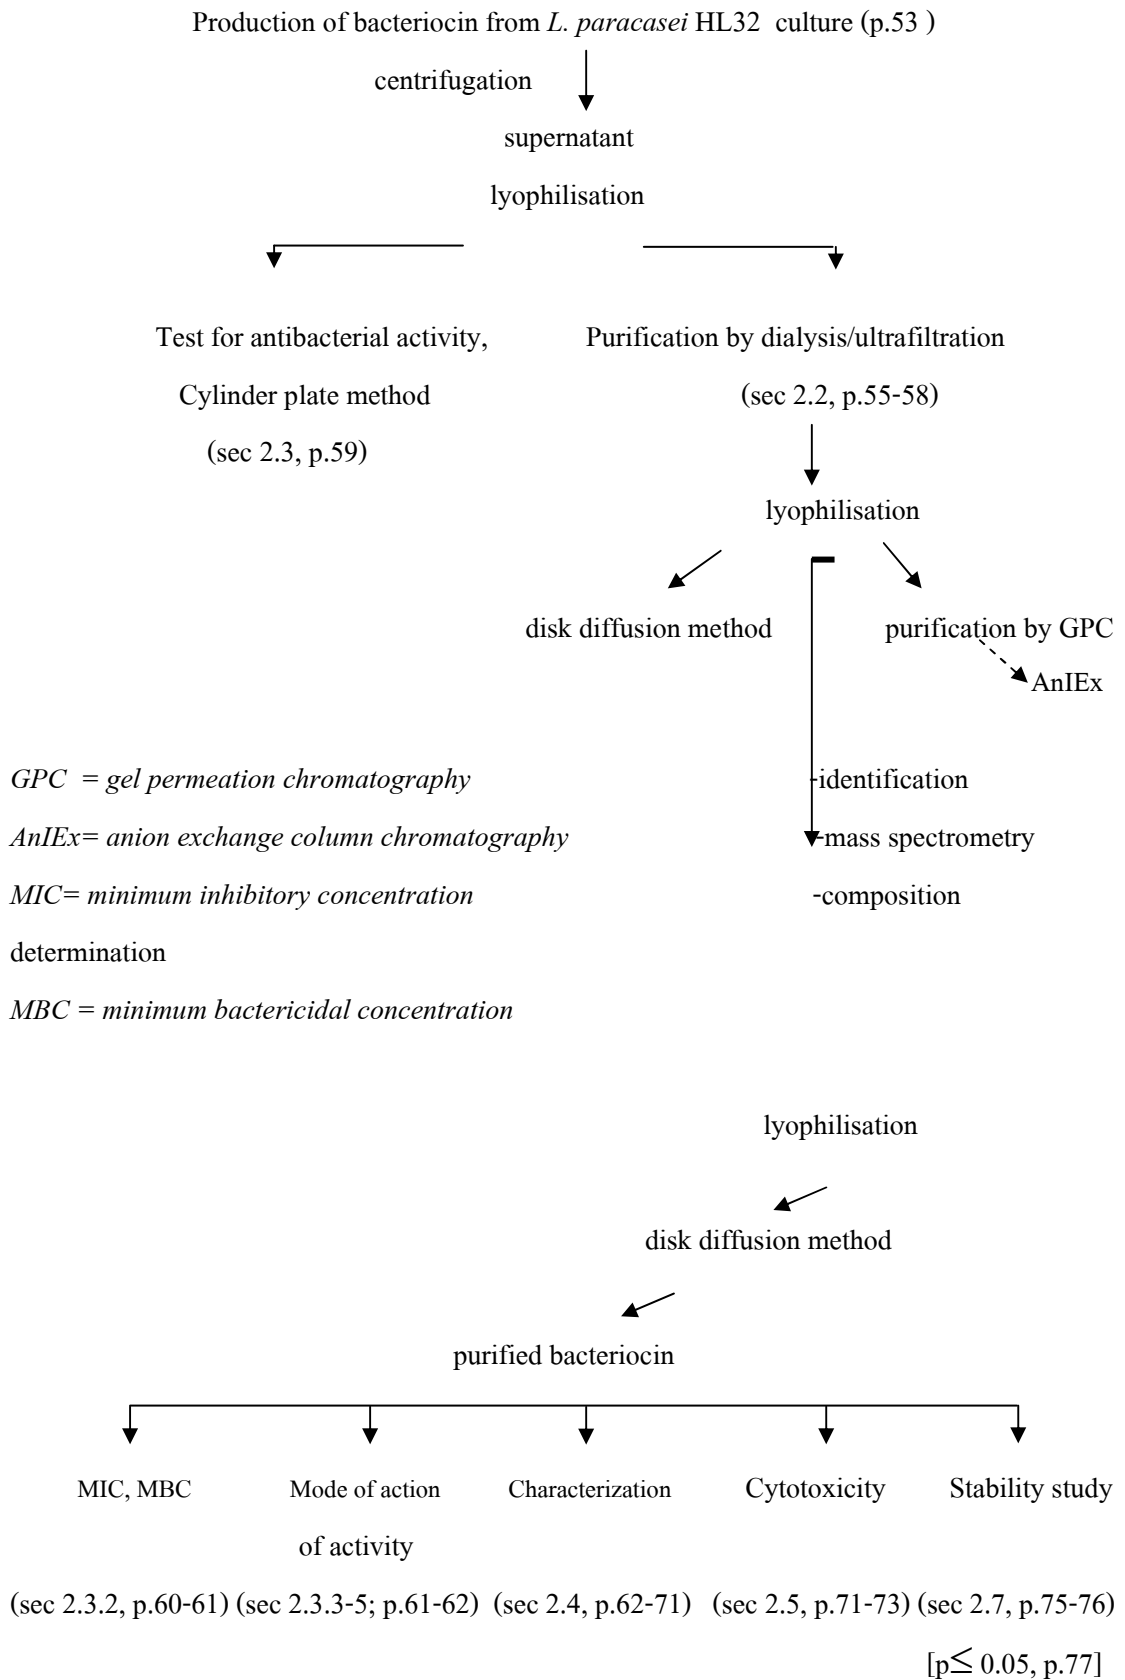 Production of bacteriocin from L. paracasei HL32 culture (p.53 )
centrifugation
supernatant
lyophilisation
Test for antibacterial activity,
Cylinder plate method
(sec 2.3, p.59)
Purification by dialysis/ultrafiltration
(sec 2.2, p.55-58)
lyophilisation
disk diffusion method
purification by GPC
AnIEx
GPC = gel permeation chromatography
AnIEx= anion exchange column chromatography
MIC= minimum inhibitory concentration
determination
MBC = minimum bactericidal concentration
-identification
-mass spectrometry
-composition
lyophilisation
disk diffusion method
purified bacteriocin
MIC, MBC
(sec 2.3.2, p.60-61)
Mode of action
of activity
(sec 2.3.3-5; p.61-62)
Characterization
(sec 2.4, p.62-71)
Cytotoxicity
(sec 2.5, p.71-73)
Stability study
(sec 2.7, p.75-76)
[p≤ 0.05, p.77]